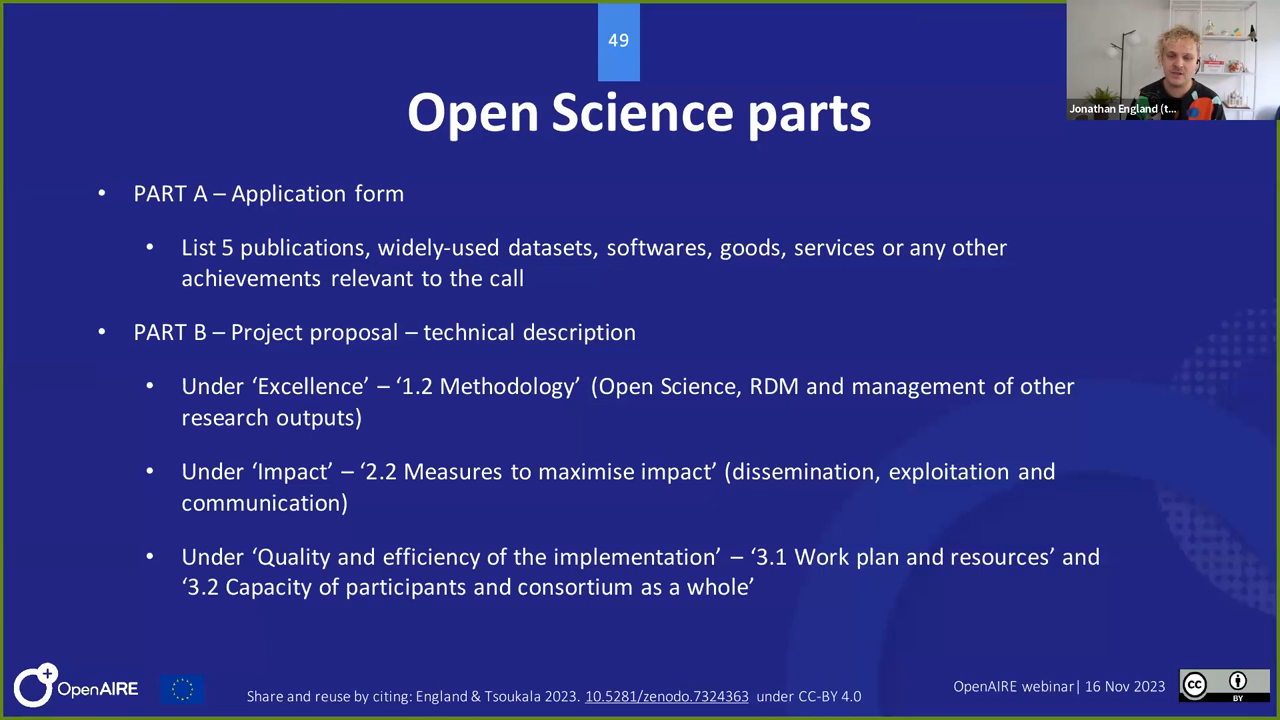 49
Jonathan England (t...
Open Science parts
• PART A – Application form
• List 5 publications, widely-used datasets, softwares, goods, services or any other
achievements relevant to the call
• PART B – Project proposal – technical description
• Under ‘Excellence’ – ‘1.2 Methodology’ (Open Science, RDM and management of other
research outputs)
• Under ‘Impact’ – ‘2.2 Measures to maximise impact’ (dissemination, exploitation and
communication)
• Under ‘Quality and efficiency of the implementation’ – ‘3.1 Work plan and resources’ and
‘3.2 Capacity of participants and consortium as a whole’
OpenAIRE
Share and reuse by citing: England & Tsoukala 2023. 10.5281/zenodo.7324363 under CC-BY 4.0
OpenAIRE webinar| 16 Nov 2023
cc
BY